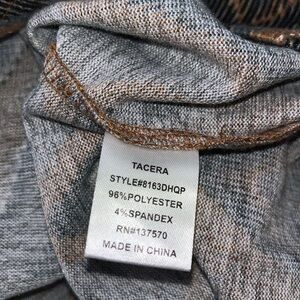 TACERA
STYLE#8163DHQP
96%POLYESTER
4%SPANDEX
RN#137570
MADE IN CHINA